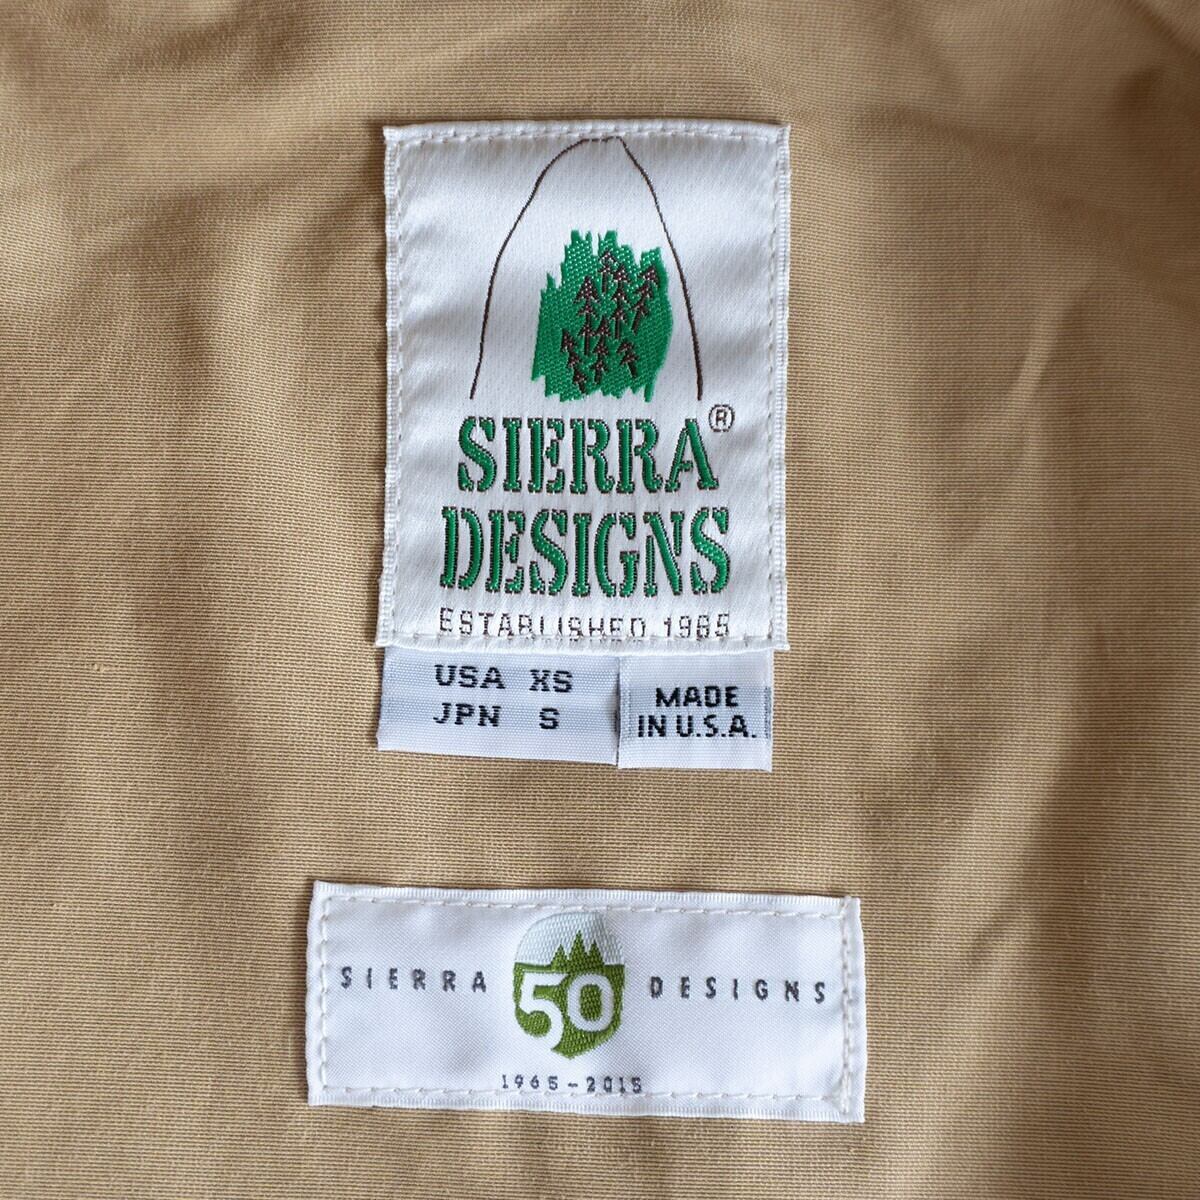 SIERRA®
DESIGNS
ESTABLISHED 1965
USA XS
JPN S
MADE
IN U.S.A.
SIERRA 50 DESIGNS
1965-2015